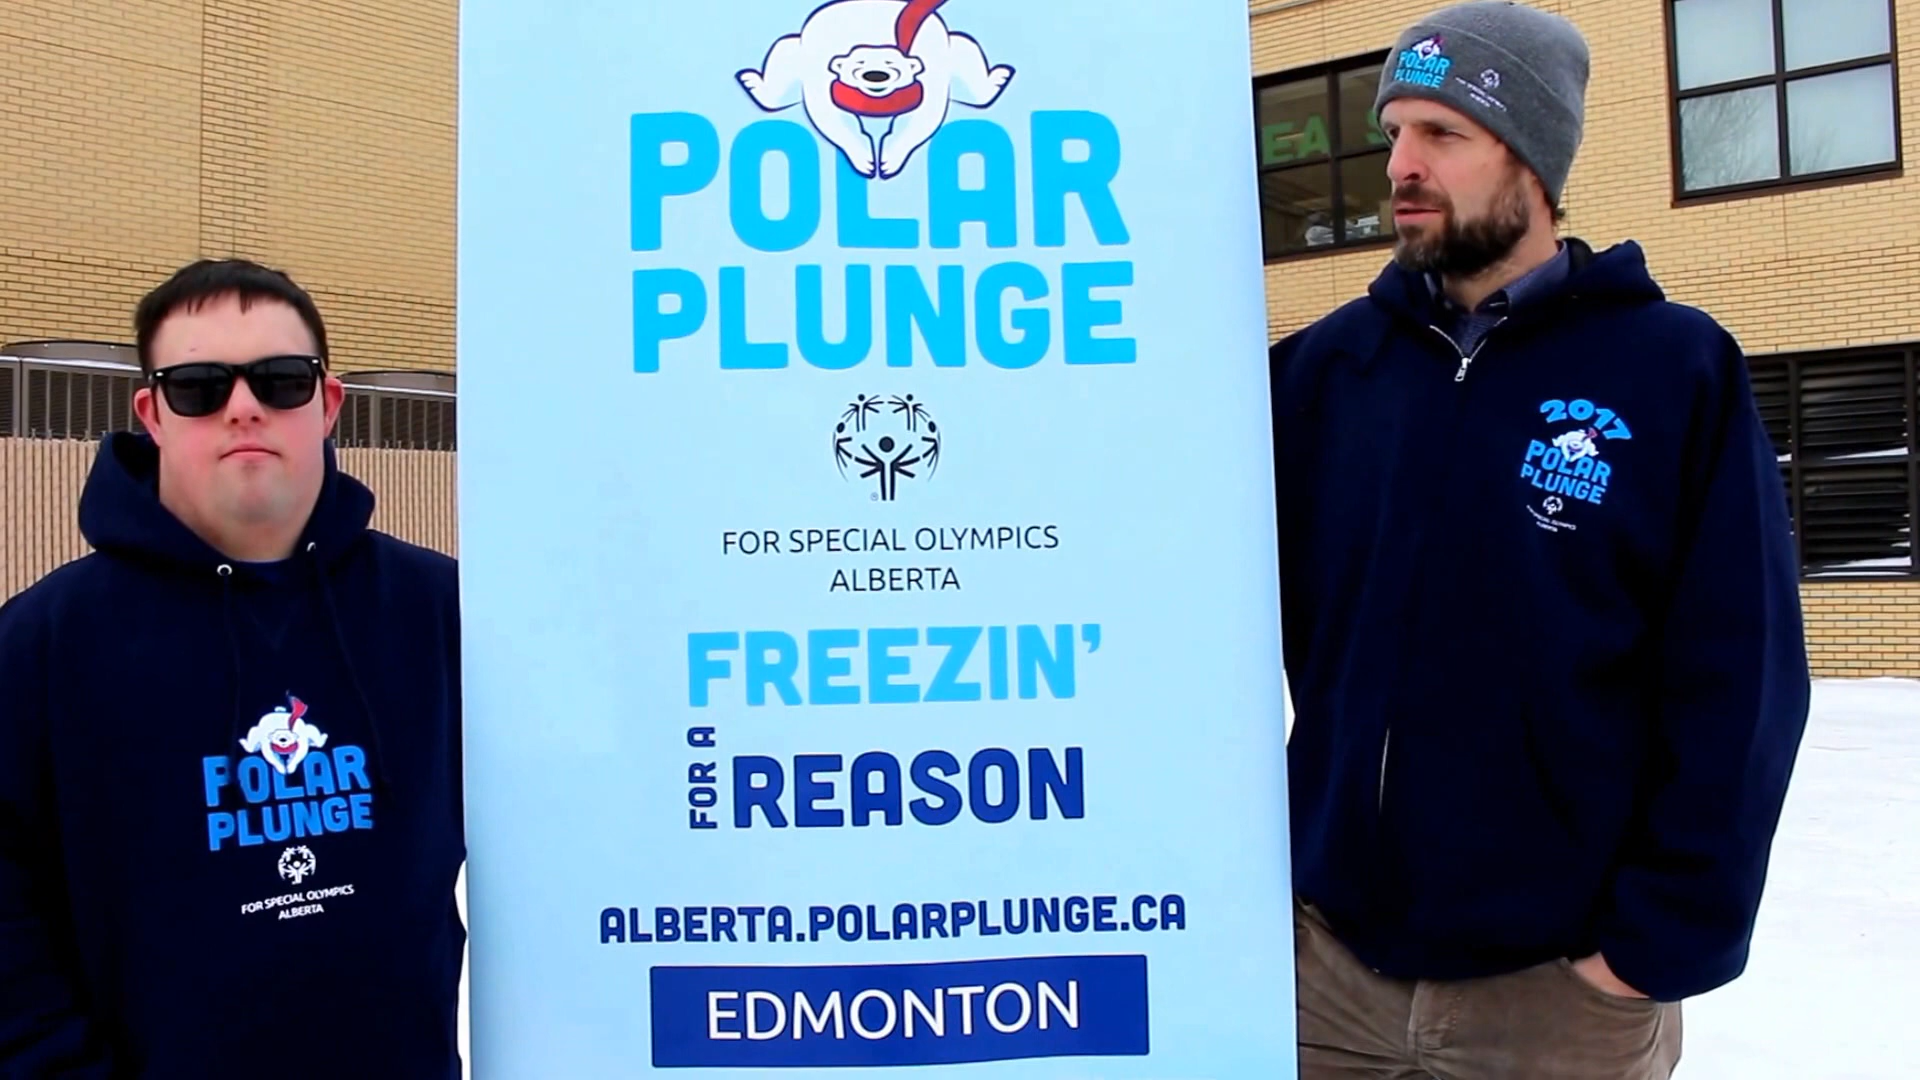 POLAR
PLUNGE
FOR SPECIAL OLYMPICS
ALBERTA
FREEZIN'
FOR A
REASON
ALBERTA.POLARPLUNGE.CA
EDMONTON
POLAR
PLUNGE
FOR SPECIAL OLYMPICS
ALBERTA
POLAR
PLUNGE
2017
POLAR
PLUNGE
EA S